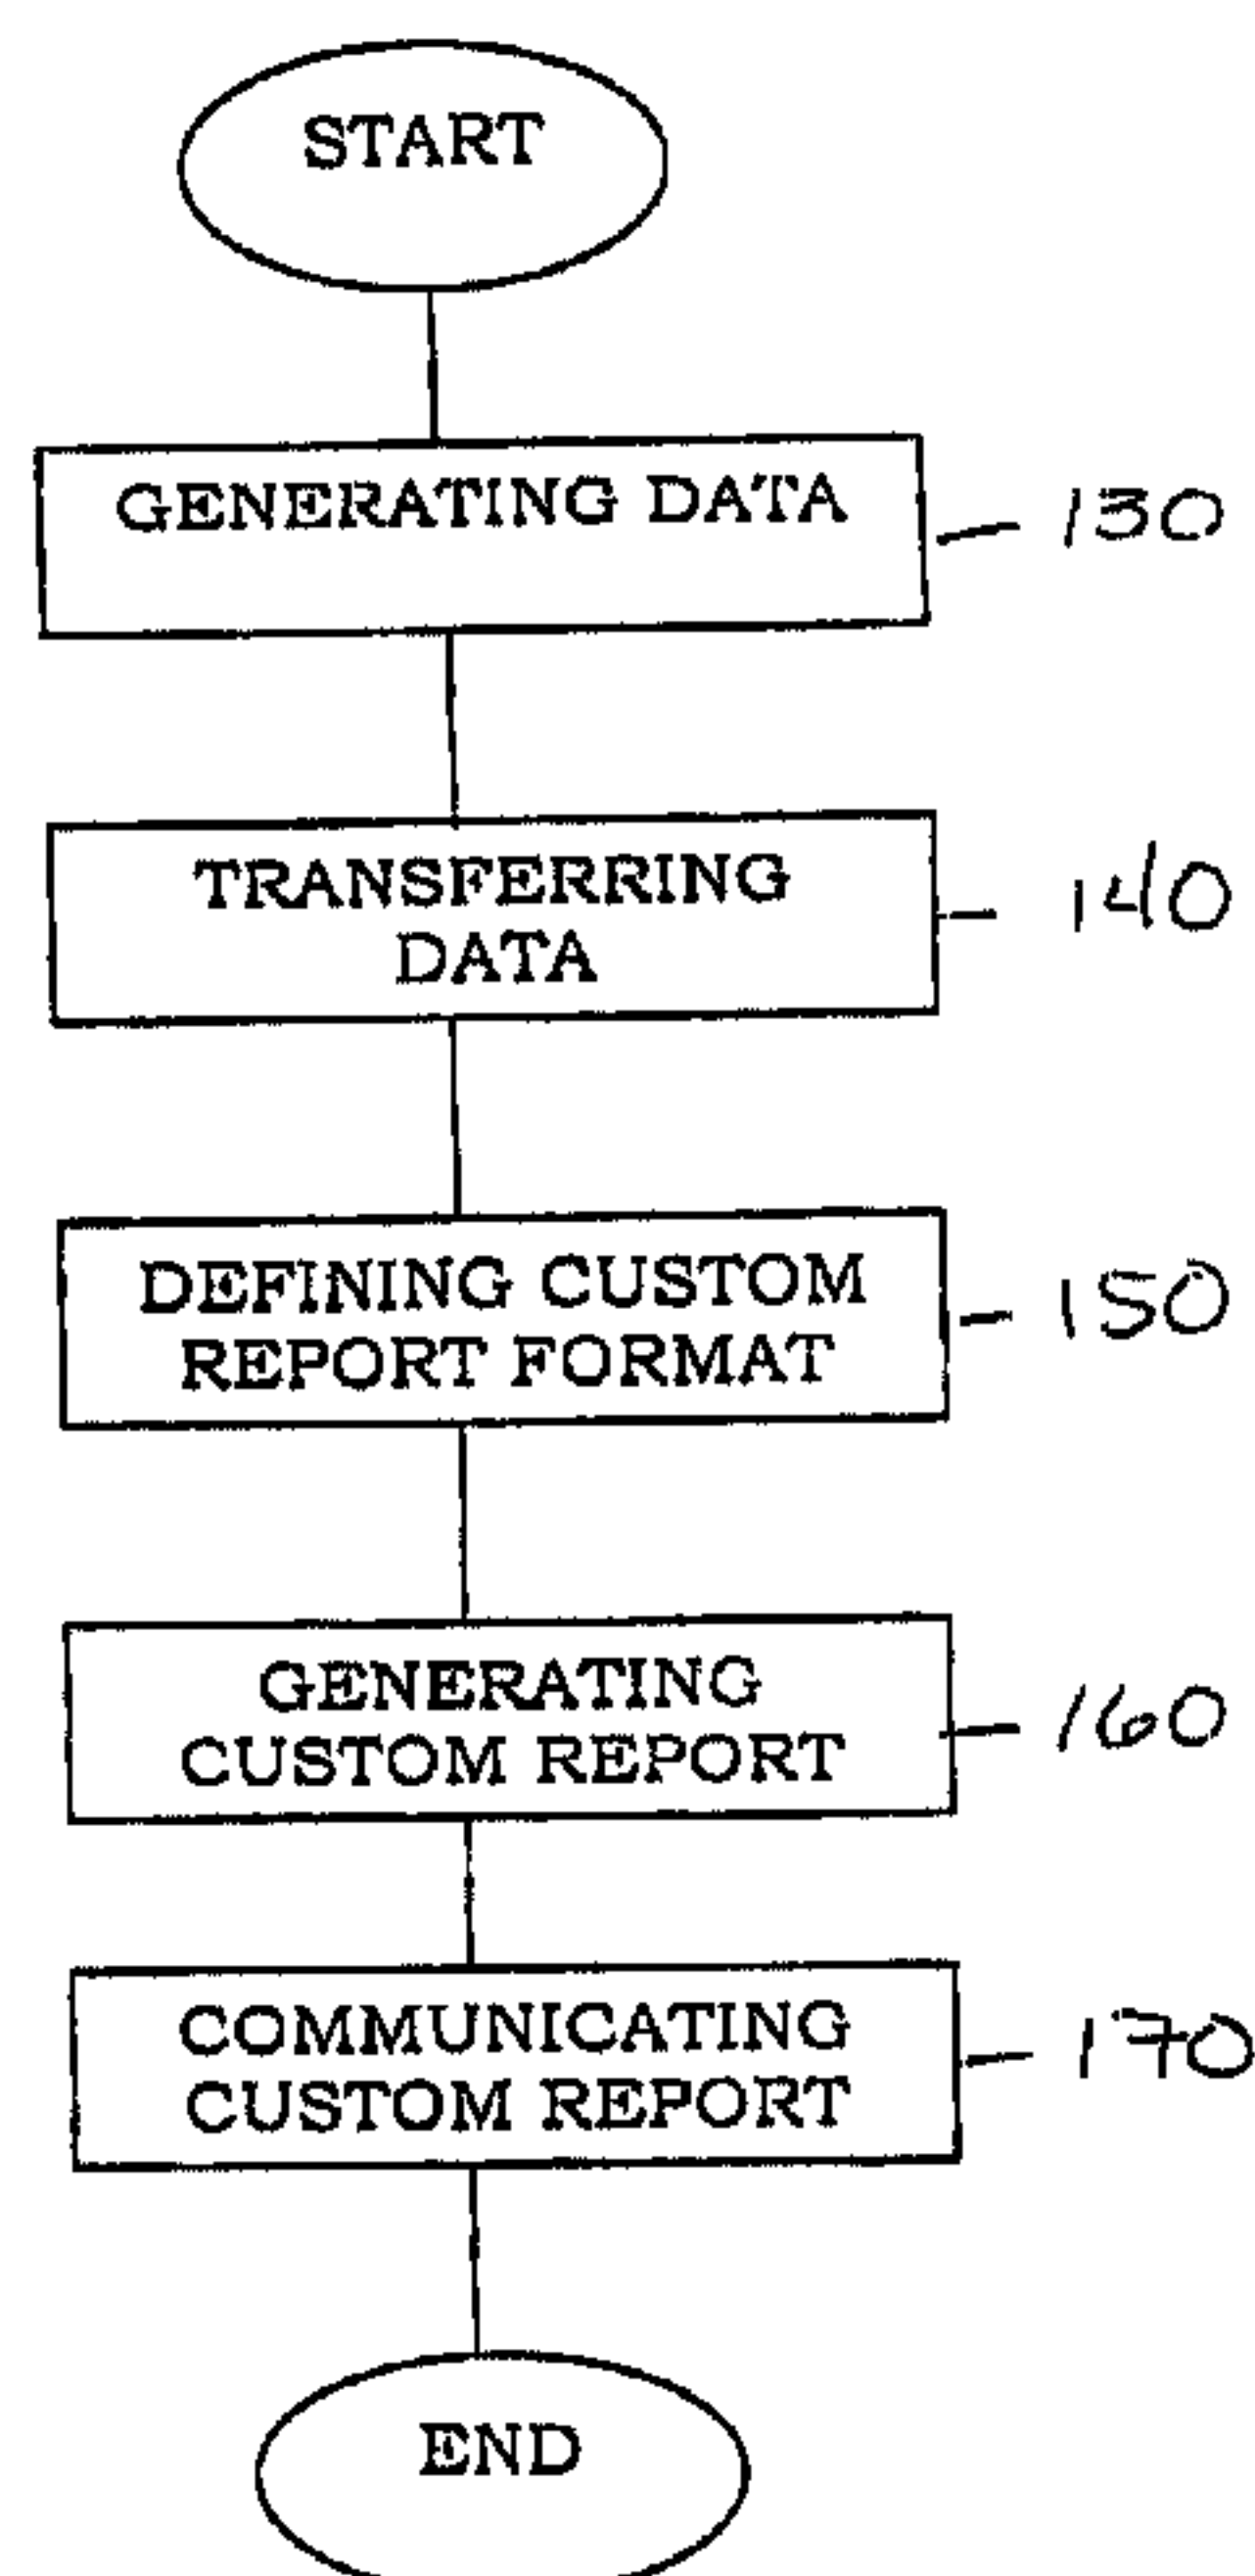 START
GENERATING DATA
130
TRANSFERRING
DATA
140
DEFINING CUSTOM
REPORT FORMAT
150
GENERATING
CUSTOM REPORT
160
COMMUNICATING
CUSTOM REPORT
170
END